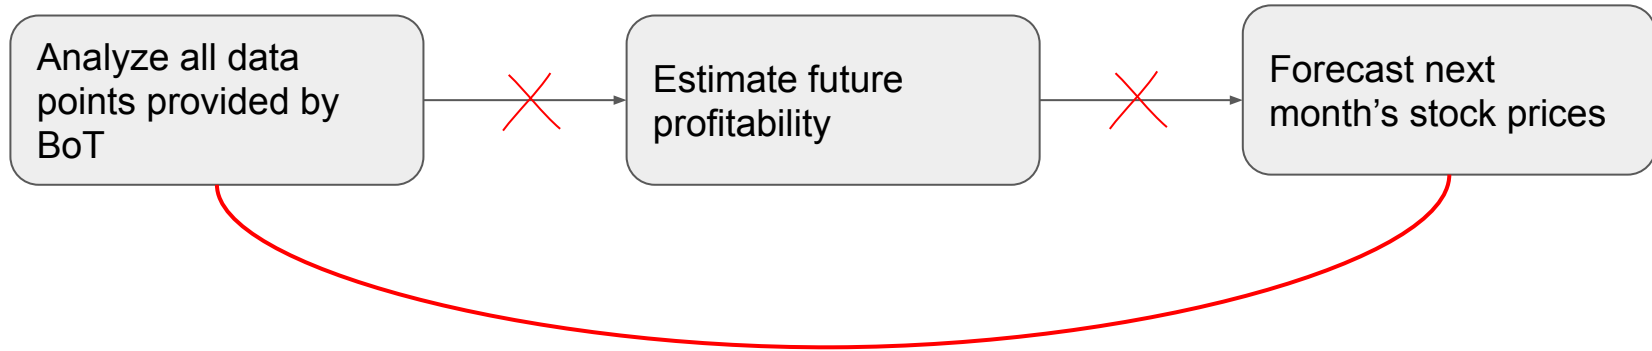 Analyze all data
points provided by
BoT
Estimate future
profitability
Forecast next
month’s stock prices